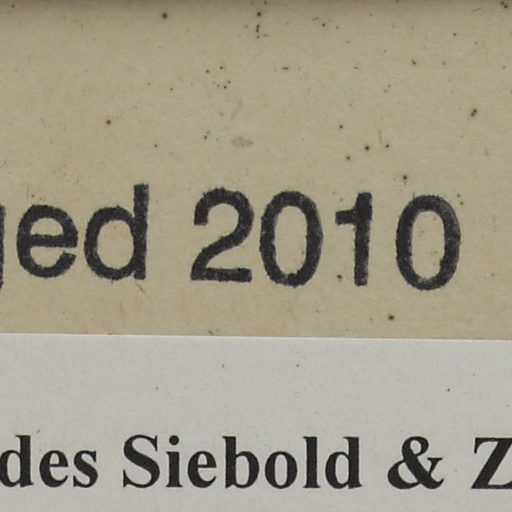 ged 2010
des Siebold & Z